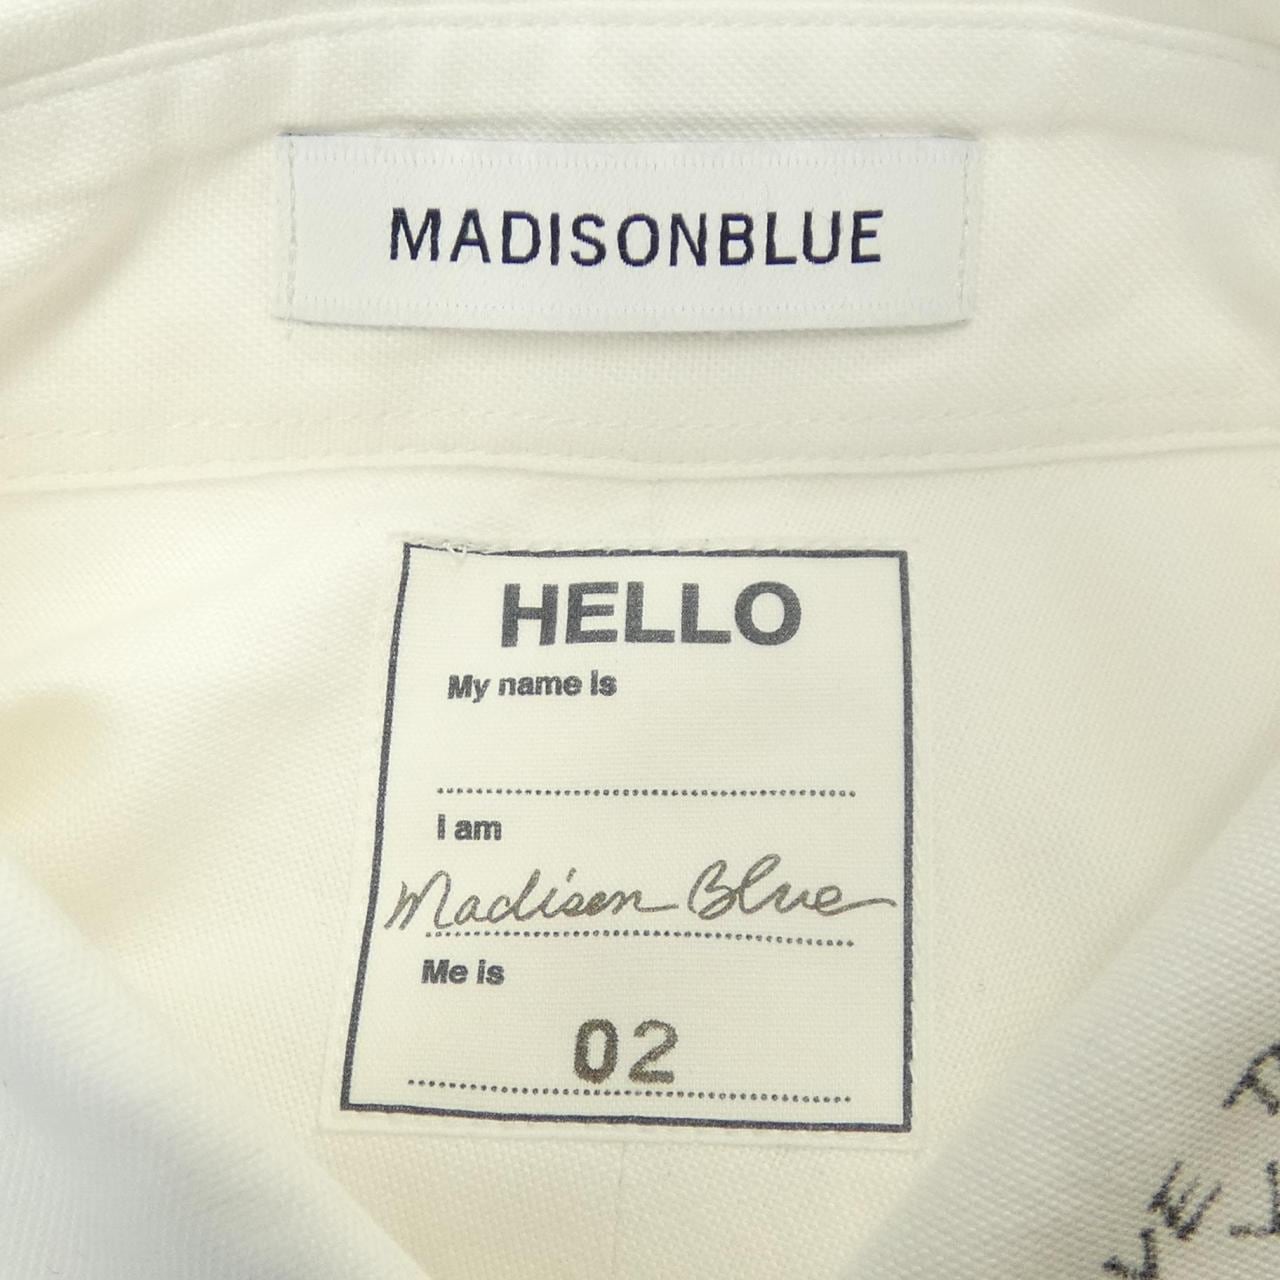 MADISONBLUE
HELLO
My name is
I am
Madison Blue
Me is
02